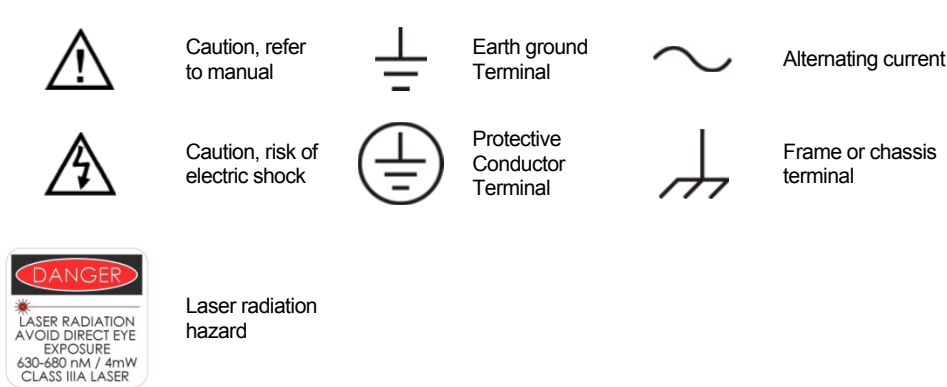 Caution, refer
to manual
Earth ground
Terminal
Alternating current
Caution, risk of
electric shock
Protective
Conductor
Terminal
Frame or chassis
terminal
DANGER
LASER RADIATION
AVOID DIRECT EYE
EXPOSURE
630-680 nM / 4mW
CLASS IIIA LASER
Laser radiation
hazard